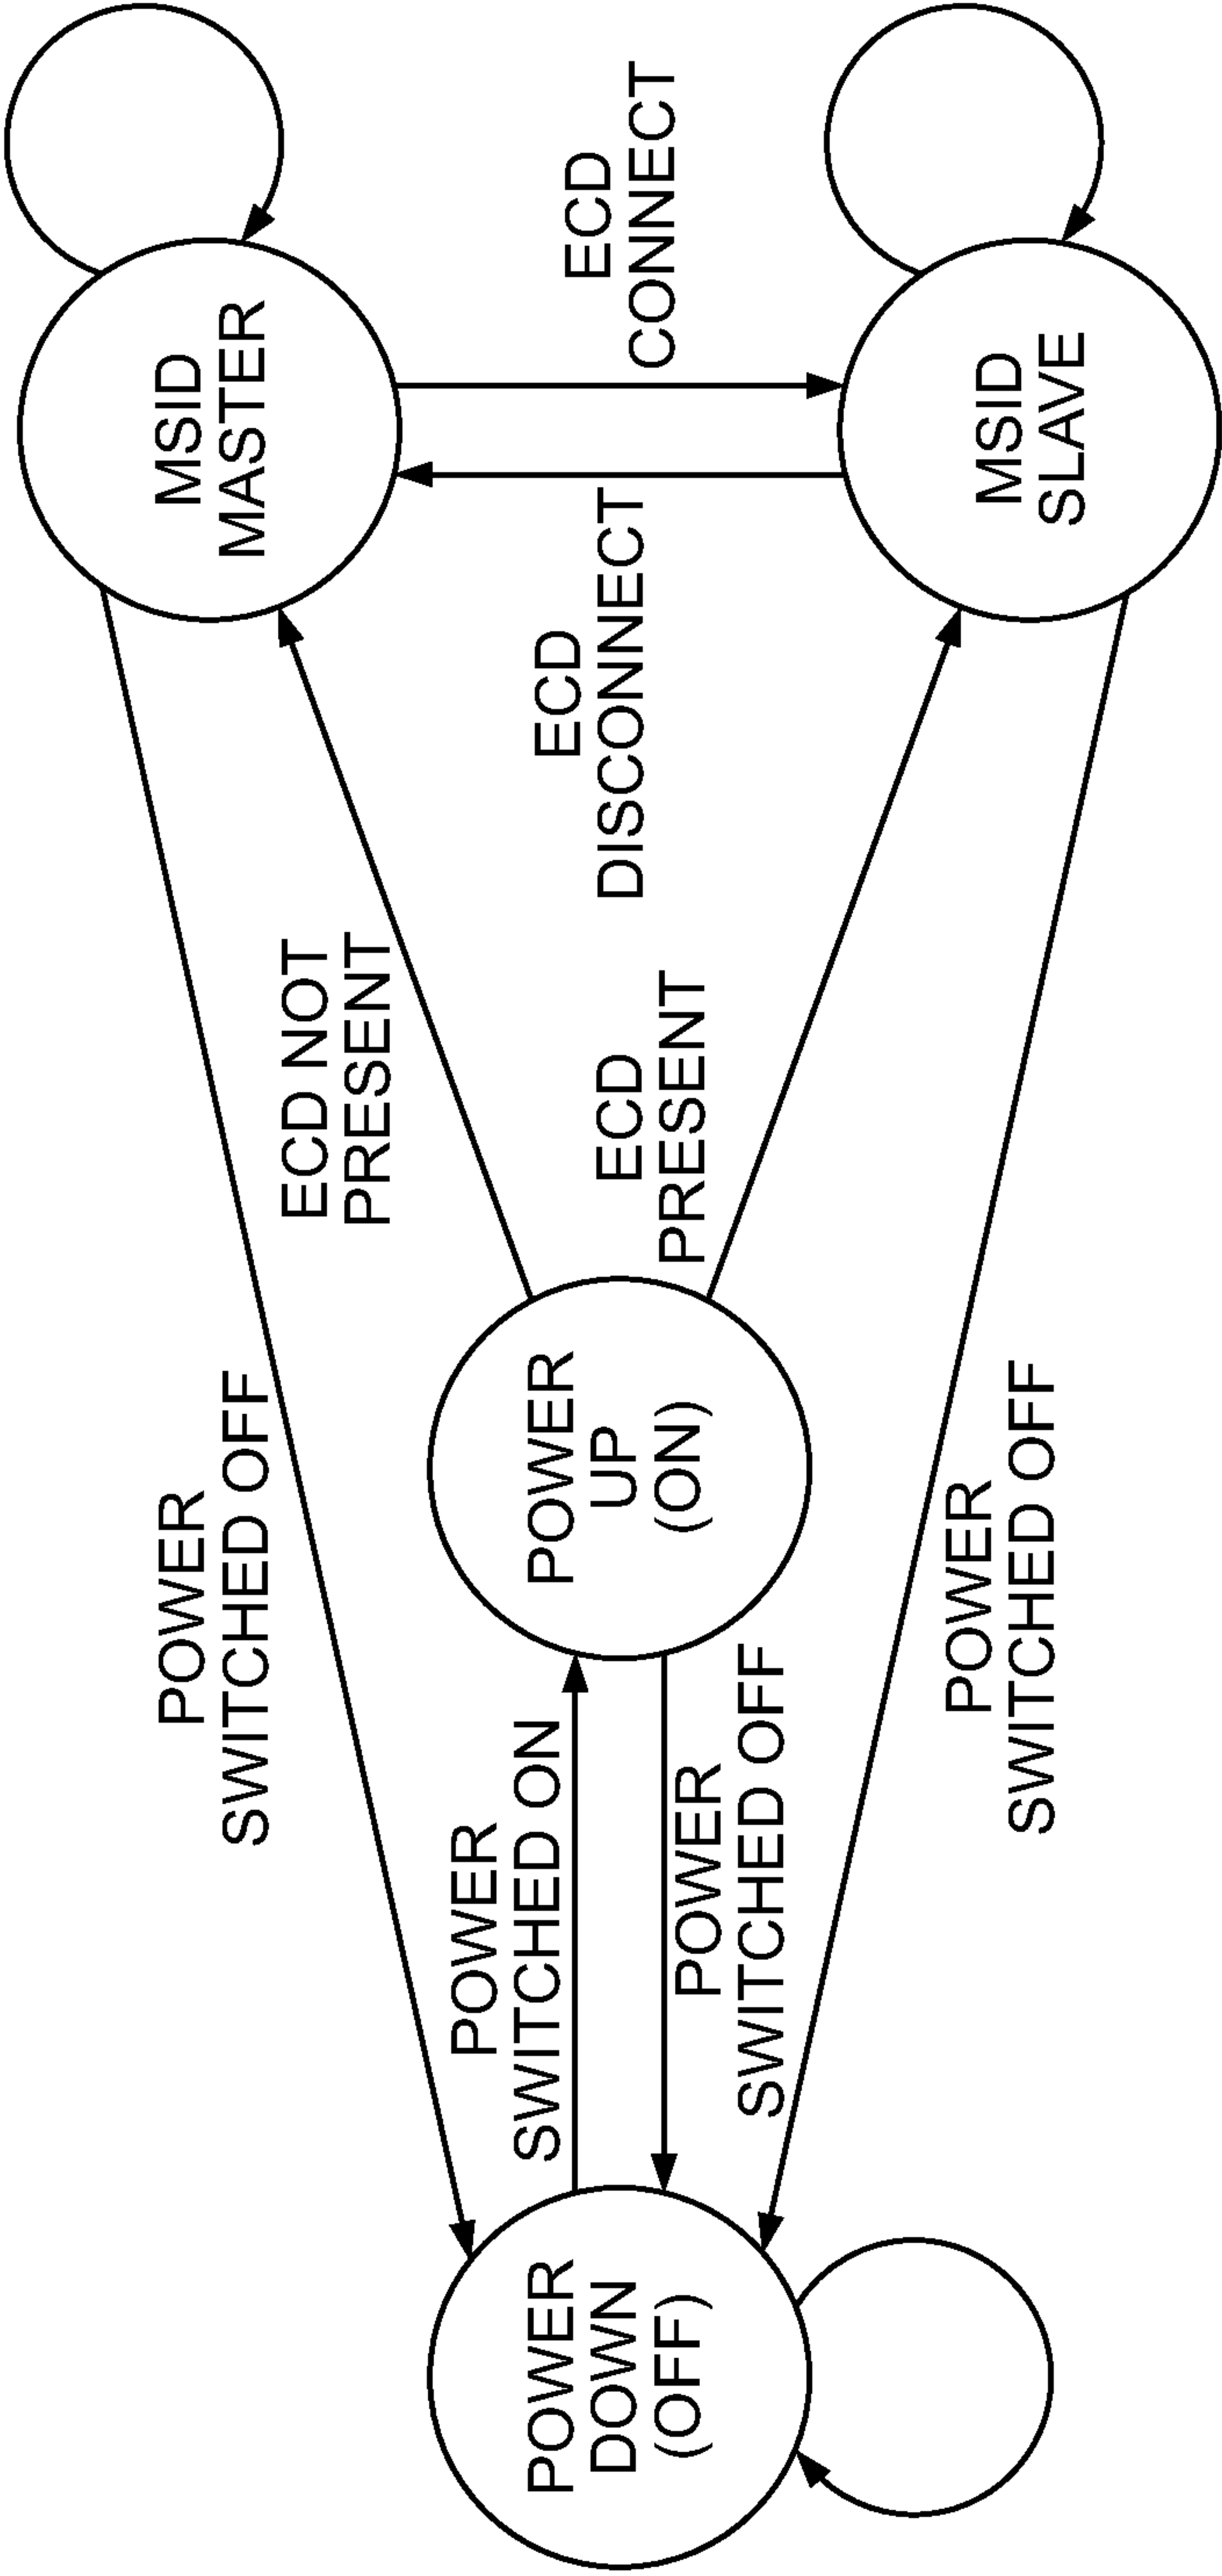 MSID
MASTER
ECD
CONNECT
MSID
SLAVE
ECD
DISCONNECT
ECD NOT
PRESENT
ECD
PRESENT
POWER
UP
(ON)
POWER
SWITCHED OFF
POWER
SWITCHED ON
POWER
SWITCHED OFF
POWER
SWITCHED OFF
POWER
DOWN
(OFF)